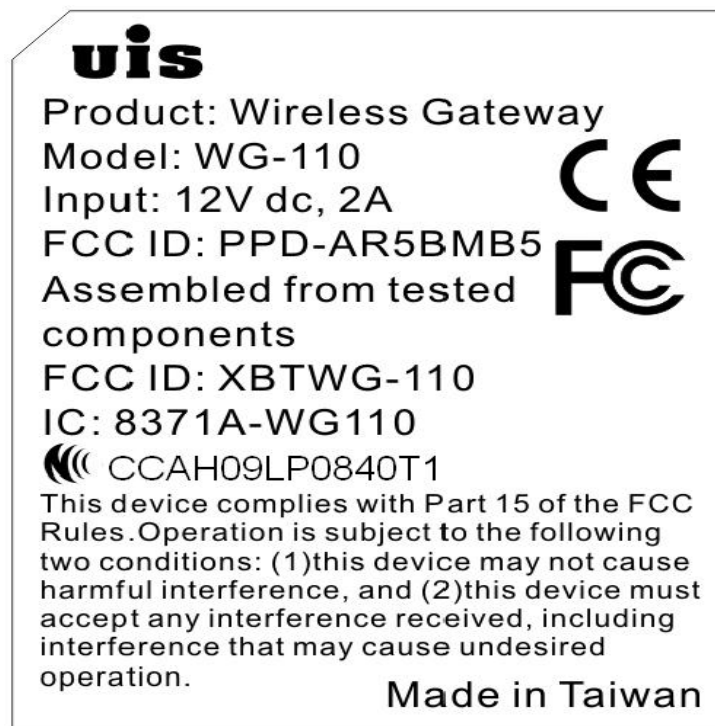 uis
Product: Wireless Gateway
Model: WG-110
Input: 12V dc, 2A
FCC ID: PPD-AR5BMB5
Assembled from tested
components
FCC ID: XBTWG-110
IC: 8371A-WG110
CCAH09LP0840T1
This device complies with Part 15 of the FCC
Rules.Operation is subject to the following
two conditions: (1)this device may not cause
harmful interference, and (2)this device must
accept any interference received, including
interference that may cause undesired
operation.
Made in Taiwan
CE
FC